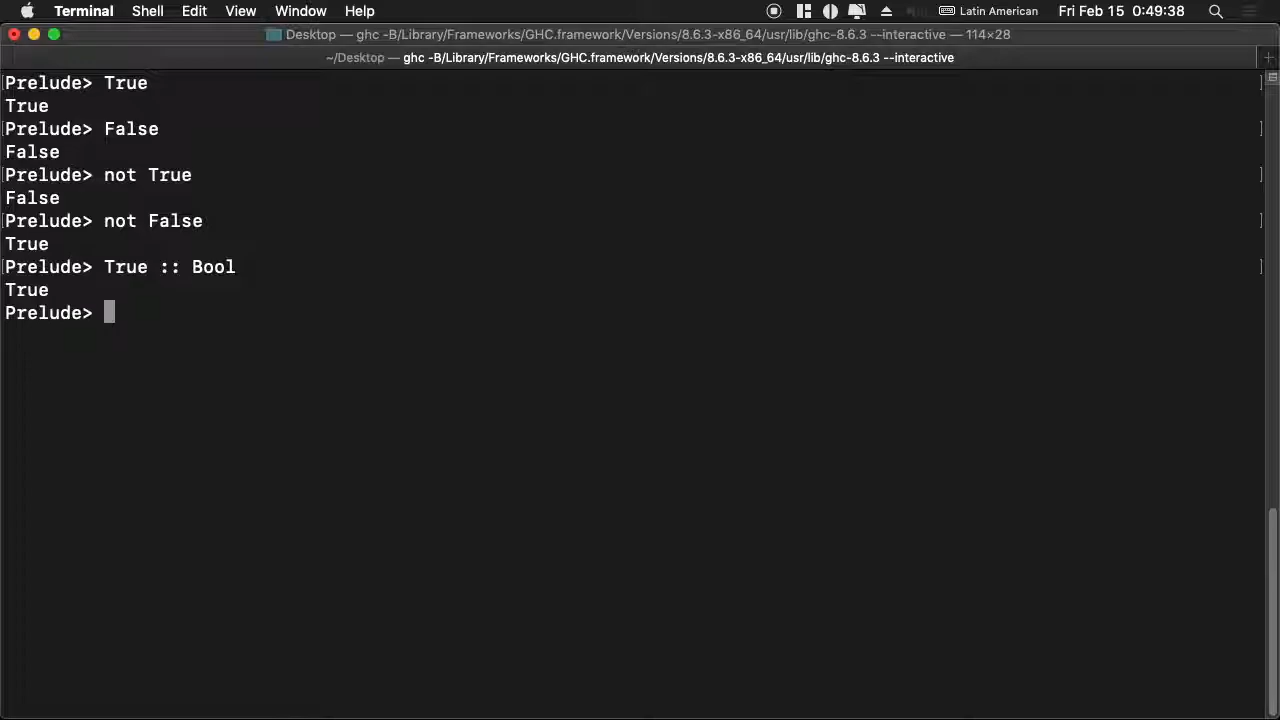 Terminal Shell Edit View Window Help Latin American Fri Feb 15 0:49:38
Desktop — ghc -B/Library/Frameworks/GHC.framework/Versions/8.6.3-x86_64/usr/lib/ghc-8.6.3 --interactive — 114×28
~/Desktop — ghc -B/Library/Frameworks/GHC.framework/Versions/8.6.3-x86_64/usr/lib/ghc-8.6.3 --interactive +
[Prelude> True ]
True
[Prelude> False ]
False
[Prelude> not True ]
False
[Prelude> not False ]
True
[Prelude> True :: Bool ]
True
Prelude>